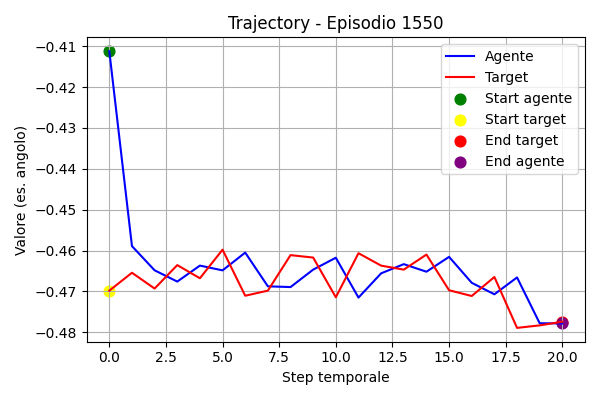 Trajectory - Episodio 1550
Valore (es. angolo)
−0.41
−0.42
−0.43
−0.44
−0.45
−0.46
−0.47
−0.48
Agente
Target
Start agente
Start target
End target
End agente
0.0 2.5 5.0 7.5 10.0 12.5 15.0 17.5 20.0
Step temporale